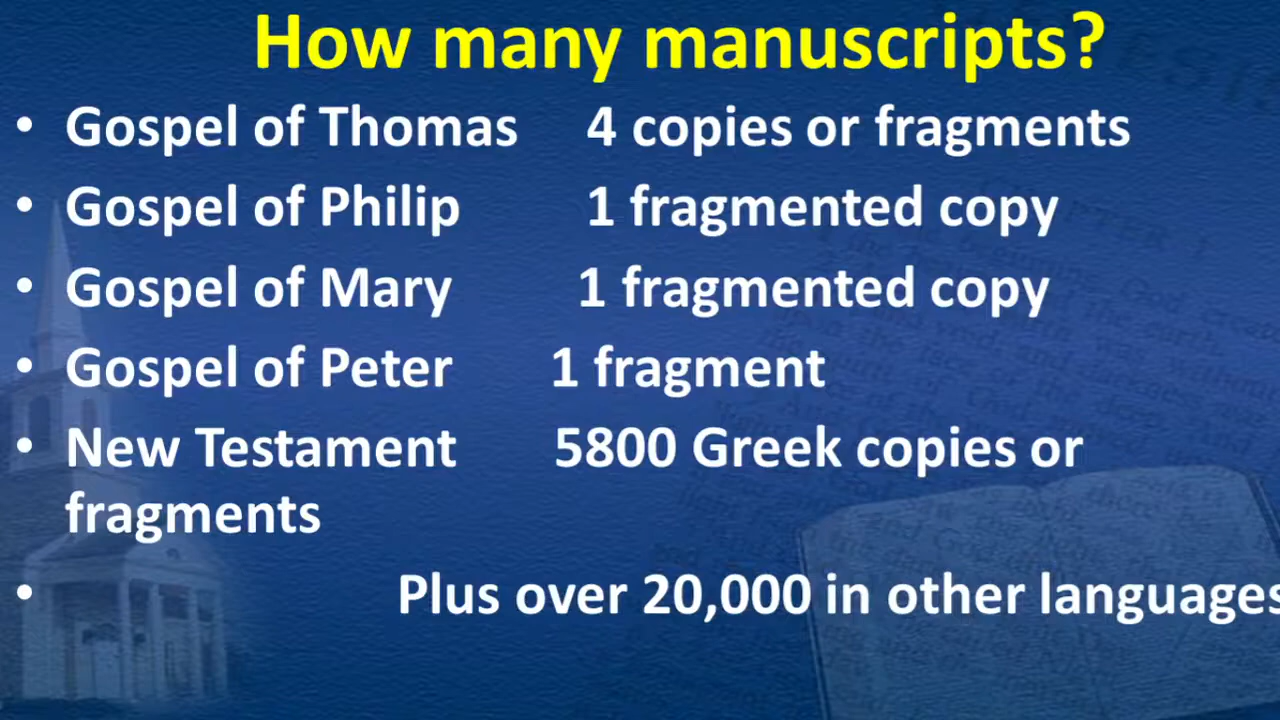 How many manuscripts?
• Gospel of Thomas 4 copies or fragments
• Gospel of Philip 1 fragmented copy
• Gospel of Mary 1 fragmented copy
• Gospel of Peter 1 fragment
• New Testament 5800 Greek copies or
fragments
• Plus over 20,000 in other languages